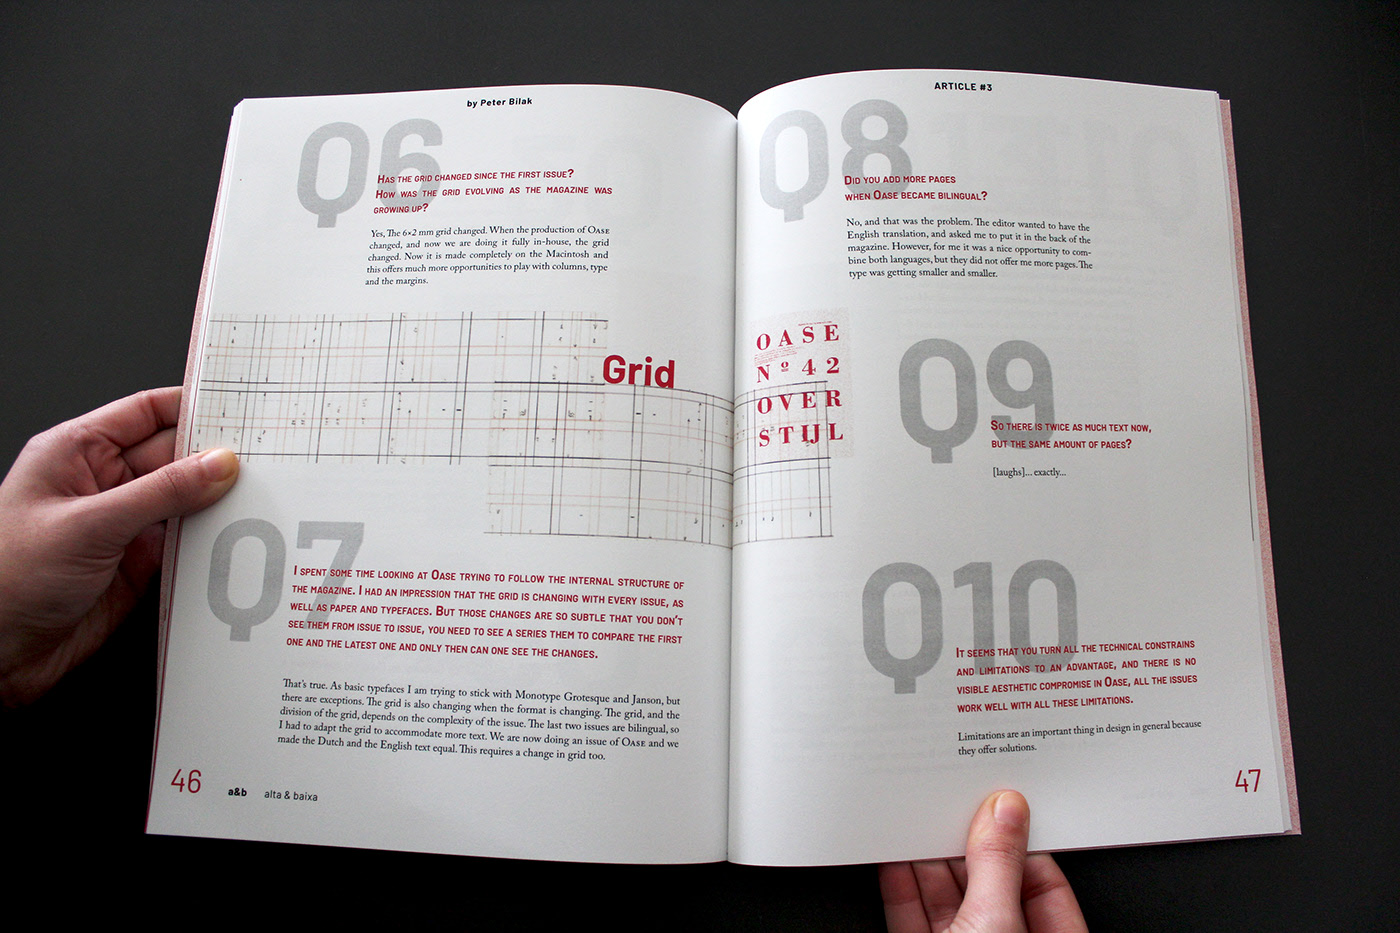 by Peter Bilak
Q6
Has the grid changed since the first issue?
How was the grid evolving as the magazine was
growing up?
Yes, The 6×2 mm grid changed. When the production of Oase
changed, and now we are doing it fully in-house, the grid
changed. Now it is made completely on the Macintosh and
this offers much more opportunities to play with columns, type
and the margins.
Grid
Q7
I spent some time looking at Oase trying to follow the internal structure of
the magazine. I had an impression that the grid is changing with every issue, as
well as paper and typefaces. But those changes are so subtle that you don't
see them from issue to issue, you need to see a series them to compare the first
one and the latest one and only then can one see the changes.
That's true. As basic typefaces I am trying to stick with Monotype Grotesque and Janson, but
there are exceptions. The grid is also changing when the format is changing. The grid, and the
division of the grid, depends on the complexity of the issue. The last two issues are bilingual, so
I had to adapt the grid to accommodate more text. We are now doing an issue of Oase and we
made the Dutch and the English text equal. This requires a change in grid too.
46 a&b alta & baixa
ARTICLE #3
Q8
Did you add more pages
when Oase became bilingual?
No, and that was the problem. The editor wanted to have the
English translation, and asked me to put it in the back of the
magazine. However, for me it was a nice opportunity to com-
bine both languages, but they did not offer me more pages. The
type was getting smaller and smaller.
OASE
Nº42
OVER
STIJL
Q9
So there is twice as much text now,
but the same amount of pages?
[laughs]... exactly...
Q10
It seems that you turn all the technical constrains
and limitations to an advantage, and there is no
visible aesthetic compromise in Oase, all the issues
work well with all these limitations.
Limitations are an important thing in design in general because
they offer solutions.
47